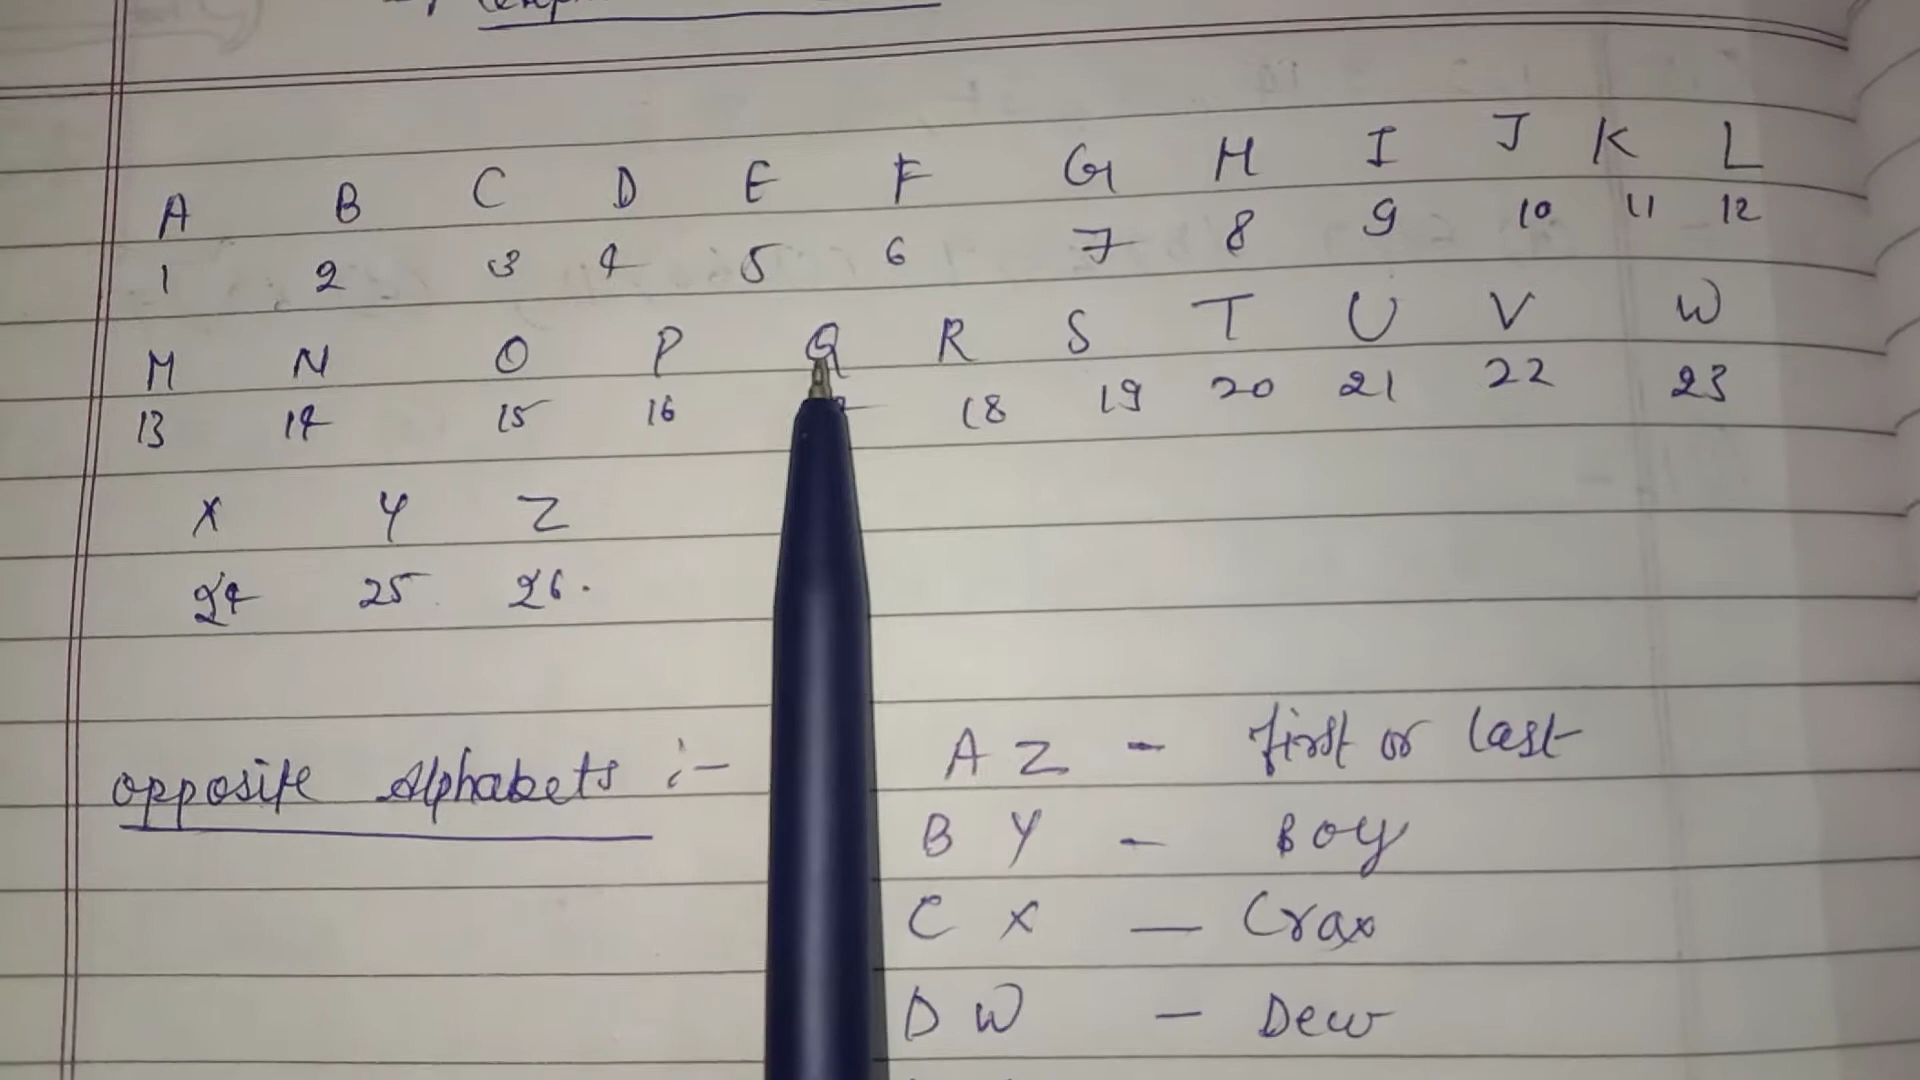 A B C D E F G H I J K L
1 2 3 4 5 6 7 8 9 10 11 12
M N O P Q R S T U V W
13 14 15 16 18 19 20 21 22 23
X Y Z
24 25 26.
opposite Alphabets :-
A Z - first or last
B Y - Boy
C X - Crax
D W - Dew